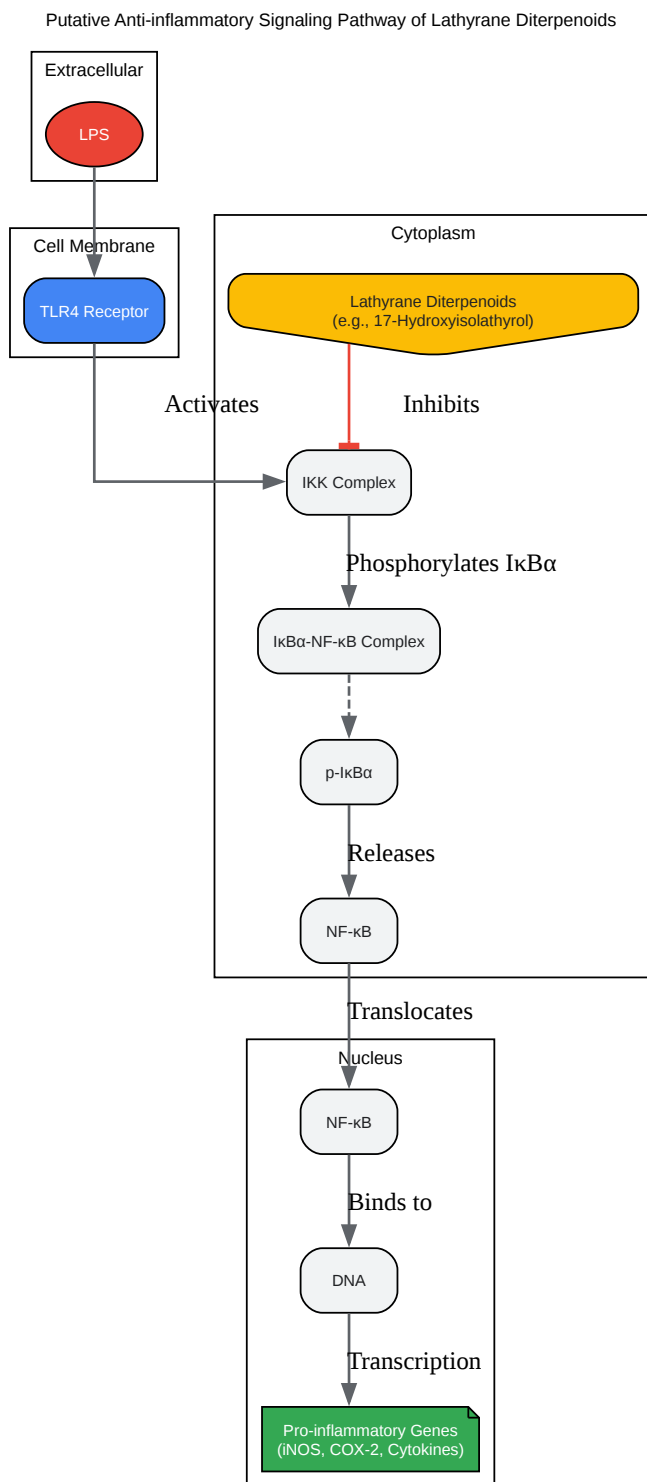 Putative Anti-inflammatory Signaling Pathway of Lathyrane Diterpenoids
Extracellular
LPS
Cell Membrane
TLR4 Receptor
Cytoplasm
Lathyrane Diterpenoids
(e.g., 17-Hydroxyisolathyrol)
Activates
Inhibits
IKK Complex
Phosphorylates IκBα
IκBα-NF-κB Complex
p-IκBα
Releases
NF-κB
Translocates
Nucleus
NF-κB
Binds to
DNA
Transcription
Pro-inflammatory Genes
(iNOS, COX-2, Cytokines)